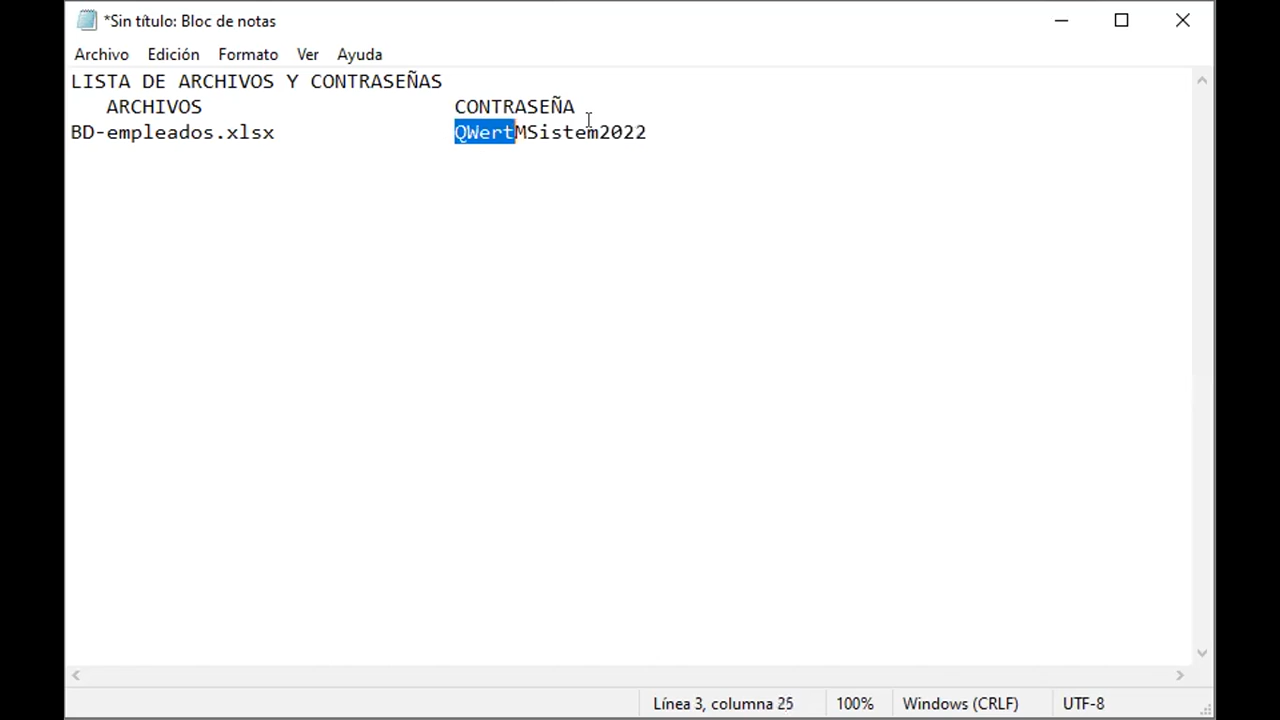 *Sin título: Bloc de notas
Archivo Edición Formato Ver Ayuda
LISTA DE ARCHIVOS Y CONTRASEÑAS
ARCHIVOS CONTRASEÑA
BD-empleados.xlsx QWertMSistem2022
Línea 3, columna 25 100% Windows (CRLF) UTF-8